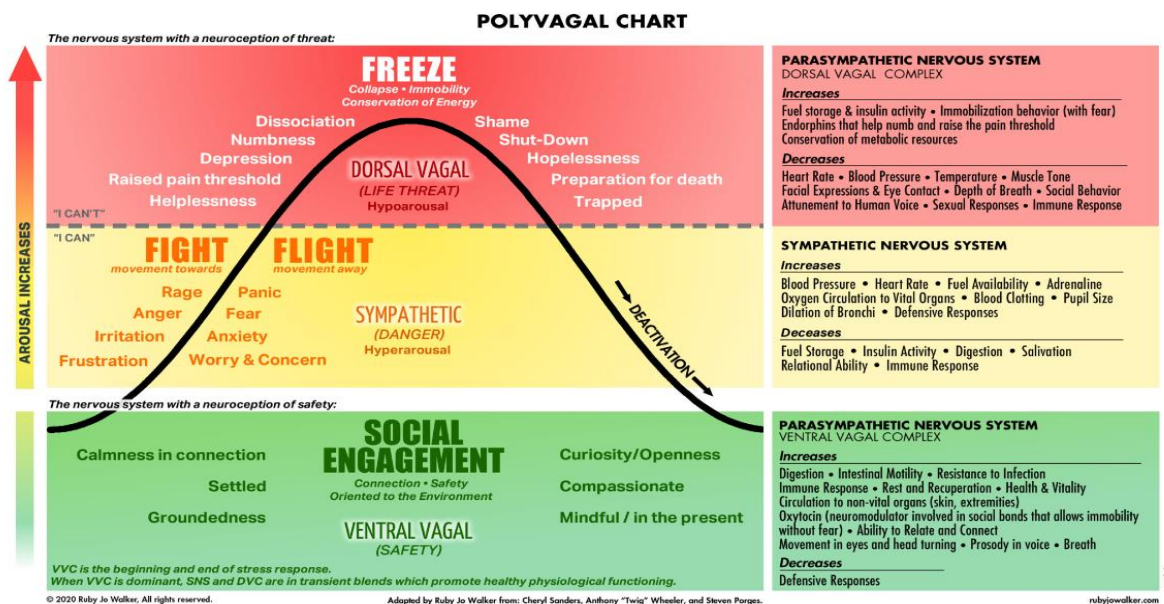 POLYVAGAL CHART
The nervous system with a neuroception of threat:
AROUSAL INCREASES
FREEZE
Collapse • Immobility
Conservation of Energy
Dissociation
Numbness
Depression
Raised pain threshold
Helplessness
Shame
Shut-Down
Hopelessness
Preparation for death
Trapped
DORSAL VAGAL
(LIFE THREAT)
Hypoarousal
"I CAN'T"
"I CAN"
FIGHT
movement towards
FLIGHT
movement away
Rage
Anger
Irritation
Frustration
Panic
Fear
Anxiety
Worry & Concern
SYMPATHETIC
(DANGER)
Hyperarousal
DEACTIVATION
The nervous system with a neuroception of safety:
SOCIAL
ENGAGEMENT
Connection • Safety
Oriented to the Environment
Calmness in connection
Settled
Groundedness
Curiosity/Openness
Compassionate
Mindful / in the present
VENTRAL VAGAL
(SAFETY)
VVC is the beginning and end of stress response.
When VVC is dominant, SNS and DVC are in transient blends which promote healthy physiological functioning.
PARASYMPATHETIC NERVOUS SYSTEM
DORSAL VAGAL COMPLEX
Increases
Fuel storage & insulin activity • Immobilization behavior (with fear)
Endorphins that help numb and raise the pain threshold
Conservation of metabolic resources
Decreases
Heart Rate • Blood Pressure • Temperature • Muscle Tone
Facial Expressions & Eye Contact • Depth of Breath • Social Behavior
Attunement to Human Voice • Sexual Responses • Immune Response
SYMPATHETIC NERVOUS SYSTEM
Increases
Blood Pressure • Heart Rate • Fuel Availability • Adrenaline
Oxygen Circulation to Vital Organs • Blood Clotting • Pupil Size
Dilation of Bronchi • Defensive Responses
Deceases
Fuel Storage • Insulin Activity • Digestion • Salivation
Relational Ability • Immune Response
PARASYMPATHETIC NERVOUS SYSTEM
VENTRAL VAGAL COMPLEX
Increases
Digestion • Intestinal Motility • Resistance to Infection
Immune Response • Rest and Recuperation • Health & Vitality
Circulation to non-vital organs (skin, extremities)
Oxytocin (neuromodulator involved in social bonds that allows immobility
without fear) • Ability to Relate and Connect
Movement in eyes and head turning • Prosody in voice • Breath
Decreases
Defensive Responses
© 2020 Ruby Jo Walker, All rights reserved.
Adapted by Ruby Jo Walker from: Cheryl Sanders, Anthony "Twig" Wheeler, and Steven Porges.
rubyjowalker.com